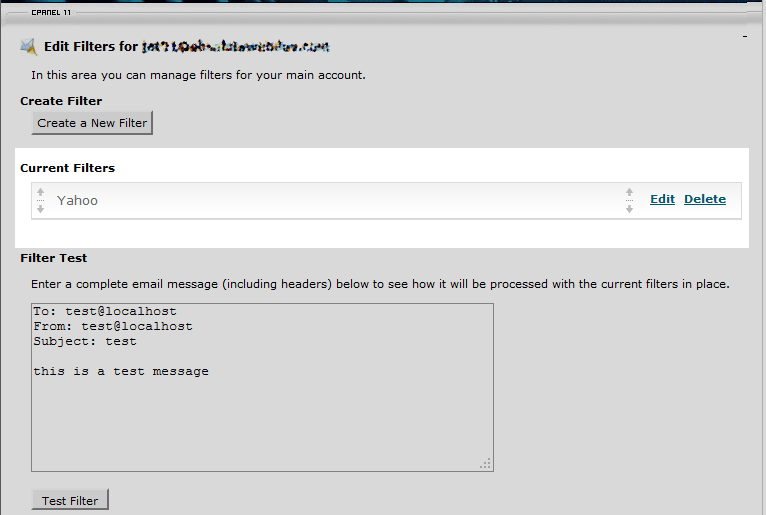 CPANEL 11
Edit Filters for
In this area you can manage filters for your main account.
Create Filter
Create a New Filter
Current Filters
Yahoo Edit Delete
Filter Test
Enter a complete email message (including headers) below to see how it will be processed with the current filters in place.
To: test@localhost
From: test@localhost
Subject: test
this is a test message
Test Filter